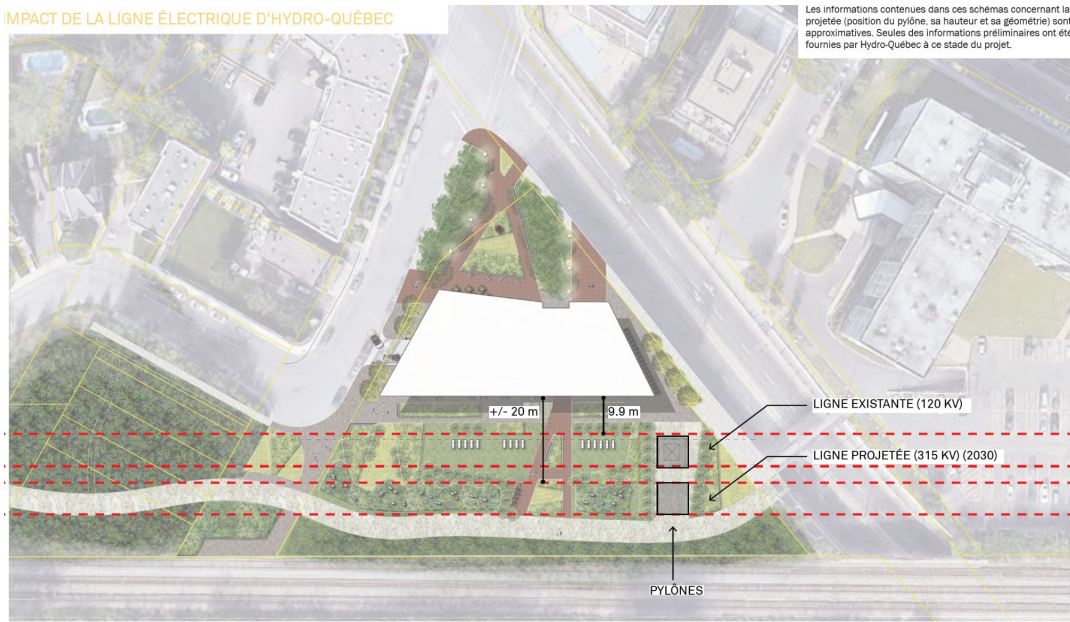 IMPACT DE LA LIGNE ÉLECTRIQUE D'HYDRO-QUÉBEC
Les informations contenues dans ces schémas concernant la
projetée (position du pylône, sa hauteur et sa géométrie) sont
approximatives. Seules des informations préliminaires ont été
fournies par Hydro-Québec à ce stade du projet.
+/- 20 m
9.9 m
LIGNE EXISTANTE (120 KV)
LIGNE PROJETÉE (315 KV) (2030)
PYLÔNES